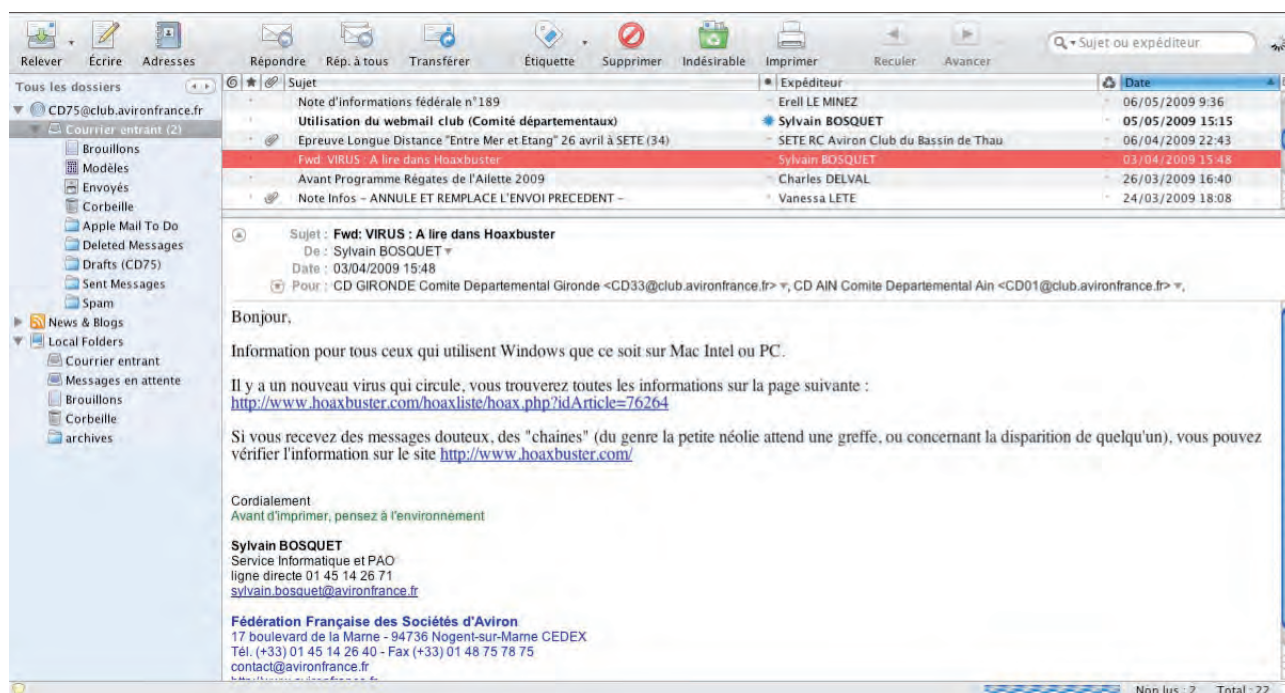 Relever Écrire Adresses Répondre Rép. à tous Transférer Étiquette Supprimer Indésirable Imprimer Reculer Avancer Sujet ou expéditeur
Tous les dossiers
CD75@club.avironfrance.fr
Courrier entrant (2)
Brouillons
Modèles
Envoyés
Corbeille
Apple Mail To Do
Deleted Messages
Drafts (CD75)
Sent Messages
Spam
News & Blogs
Local Folders
Courrier entrant
Messages en attente
Brouillons
Corbeille
archives
Sujet Expéditeur Date
Note d'informations fédérale n°189 Erell LE MINEZ 06/05/2009 9:36
Utilisation du webmail club (Comité départementaux) Sylvain BOSQUET 05/05/2009 15:15
Epreuve Longue Distance "Entre Mer et Etang" 26 avril à SETE (34) SETE RC Aviron Club du Bassin de Thau 06/04/2009 22:43
Fwd: VIRUS : A lire dans Hoaxbuster Sylvain BOSQUET 03/04/2009 15:48
Avant Programme Régates de l'Ailette 2009 Charles DELVAL 26/03/2009 16:40
Note Infos – ANNULE ET REMPLACE L'ENVOI PRECEDENT – Vanessa LETE 24/03/2009 18:08
Sujet : Fwd: VIRUS : A lire dans Hoaxbuster
De : Sylvain BOSQUET
Date : 03/04/2009 15:48
Pour : CD GIRONDE Comite Departemental Gironde <CD33@club.avironfrance.fr>, CD AIN Comite Departemental Ain <CD01@club.avironfrance.fr>,
Bonjour,
Information pour tous ceux qui utilisent Windows que ce soit sur Mac Intel ou PC.
Il y a un nouveau virus qui circule, vous trouverez toutes les informations sur la page suivante :
http://www.hoaxbuster.com/hoaxliste/hoax.php?idArticle=76264
Si vous recevez des messages douteux, des "chaines" (du genre la petite néolie attend une greffe, ou concernant la disparition de quelqu'un), vous pouvez
vérifier l'information sur le site http://www.hoaxbuster.com/
Cordialement
Avant d'imprimer, pensez à l'environnement
Sylvain BOSQUET
Service Informatique et PAO
ligne directe 01 45 14 26 71
sylvain.bosquet@avironfrance.fr
Fédération Française des Sociétés d'Aviron
17 boulevard de la Marne - 94736 Nogent-sur-Marne CEDEX
Tél. (+33) 01 45 14 26 40 - Fax (+33) 01 48 75 78 75
contact@avironfrance.fr
Non lus : 2 Total : 22